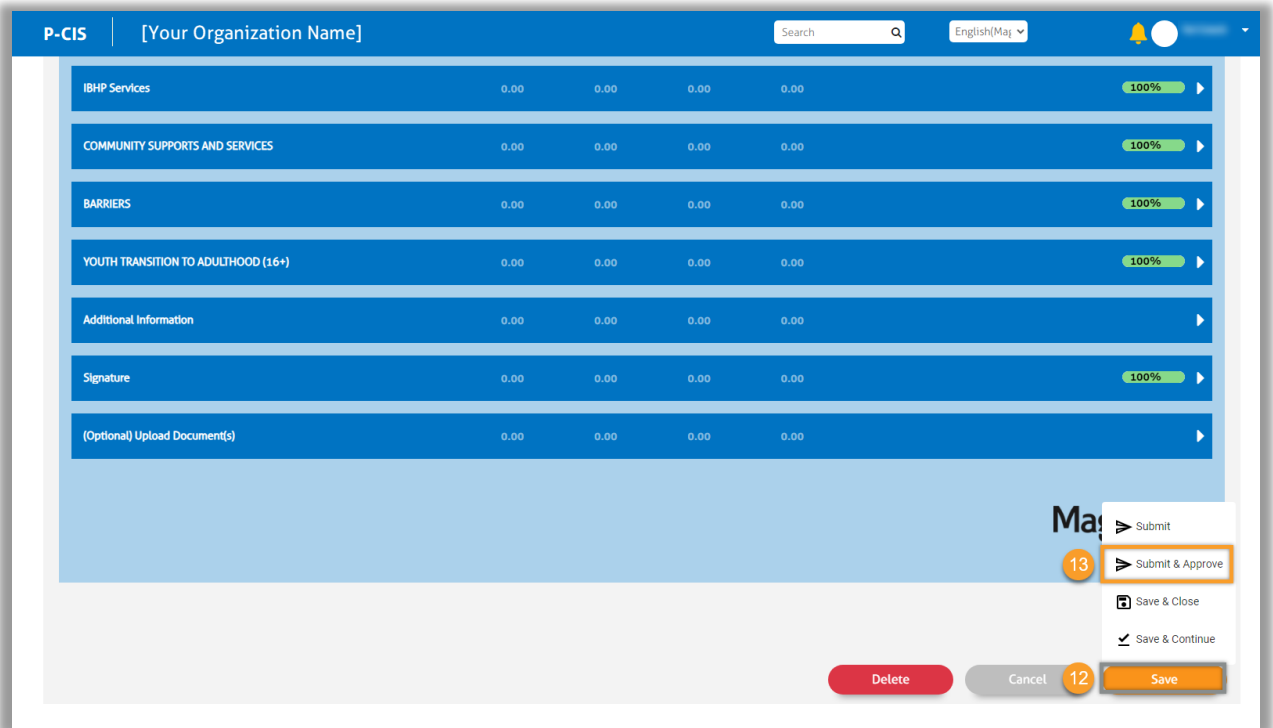 P-CIS [Your Organization Name] Search English(Maj
IBHP Services 0.00 0.00 0.00 0.00 100%
COMMUNITY SUPPORTS AND SERVICES 0.00 0.00 0.00 0.00 100%
BARRIERS 0.00 0.00 0.00 0.00 100%
YOUTH TRANSITION TO ADULTHOOD (16+) 0.00 0.00 0.00 0.00 100%
Additional Information 0.00 0.00 0.00 0.00
Signature 0.00 0.00 0.00 0.00 100%
(Optional) Upload Document(s) 0.00 0.00 0.00 0.00
Mag
Submit
13 Submit & Approve
Save & Close
Save & Continue
Delete Cancel 12 Save